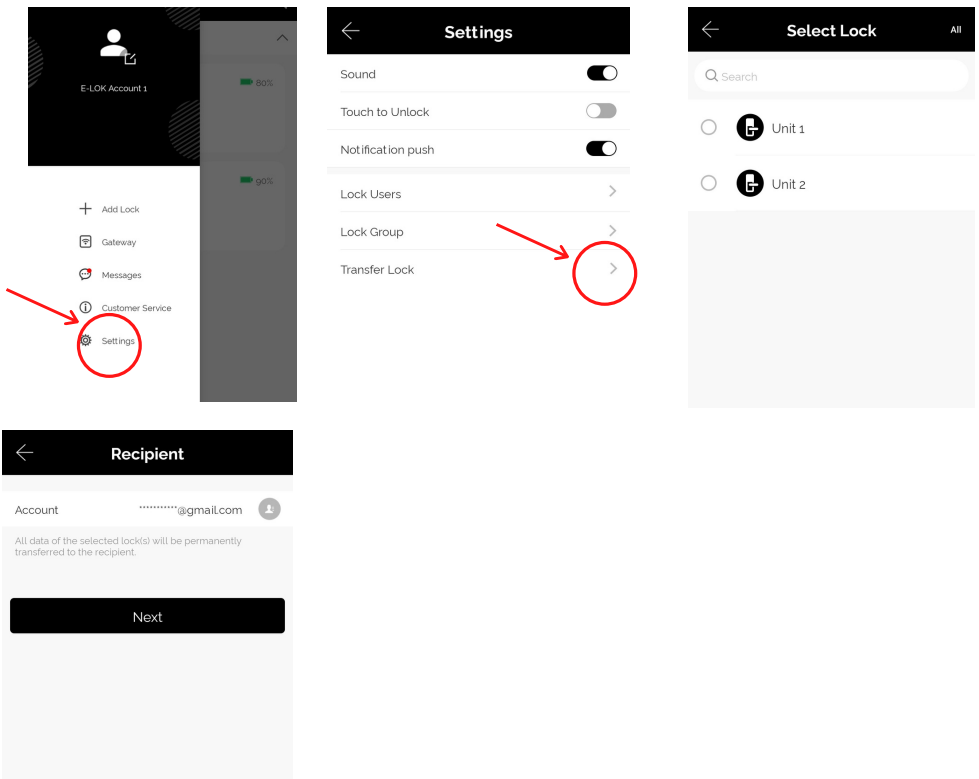 E-LOK Account 1
80%
90%
Add Lock
Gateway
Messages
Customer Service
Settings
Settings
Sound
Touch to Unlock
Notification push
Lock Users
Lock Group
Transfer Lock
Select Lock
All
Search
Unit 1
Unit 2
Recipient
Account
***********@gmail.com
All data of the selected lock(s) will be permanently
transferred to the recipient.
Next